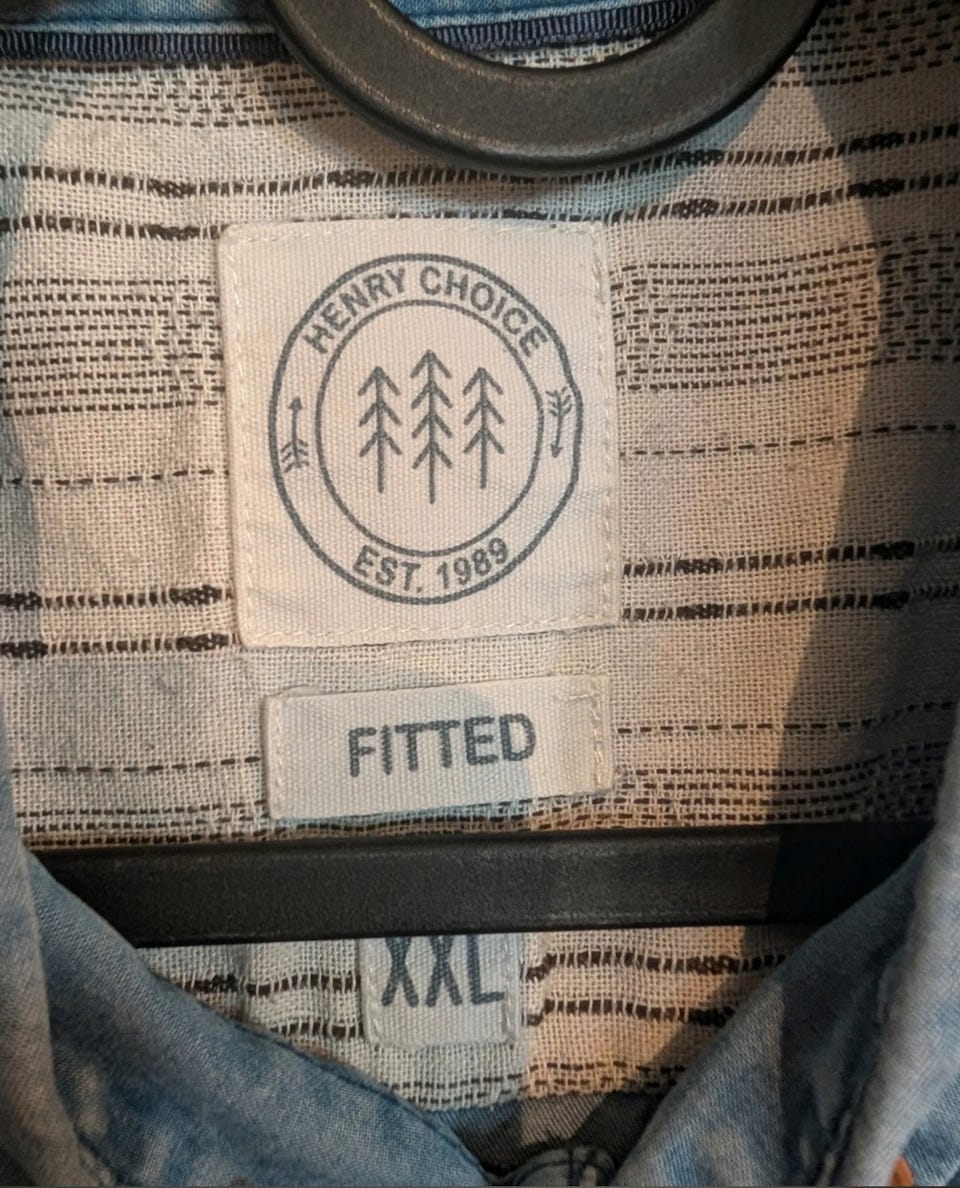 HENRY CHOICE
EST. 1989
FITTED
XXL